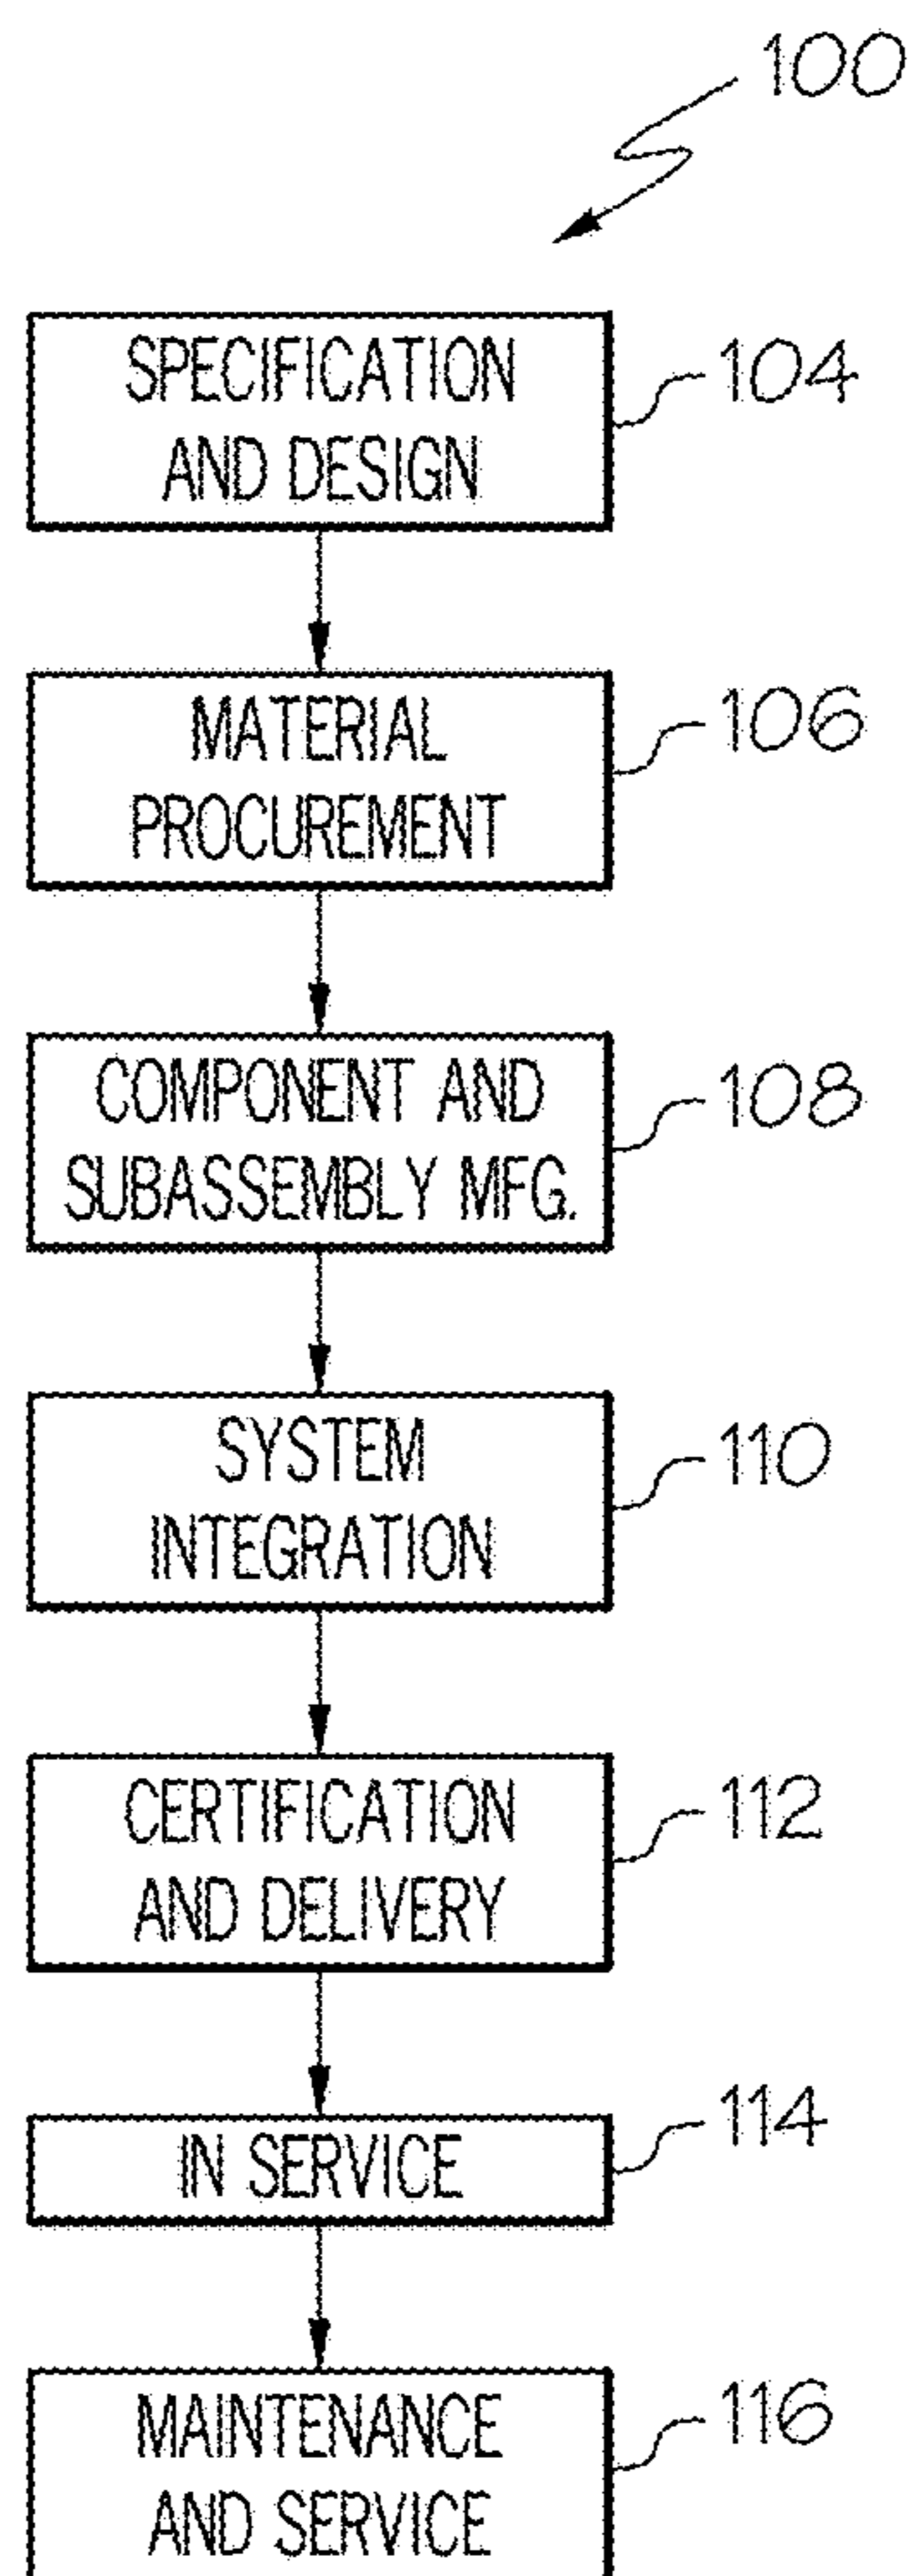 100
SPECIFICATION
AND DESIGN
104
MATERIAL
PROCUREMENT
106
COMPONENT AND
SUBASSEMBLY MFG.
108
SYSTEM
INTEGRATION
110
CERTIFICATION
AND DELIVERY
112
IN SERVICE
114
MAINTENANCE
AND SERVICE
116